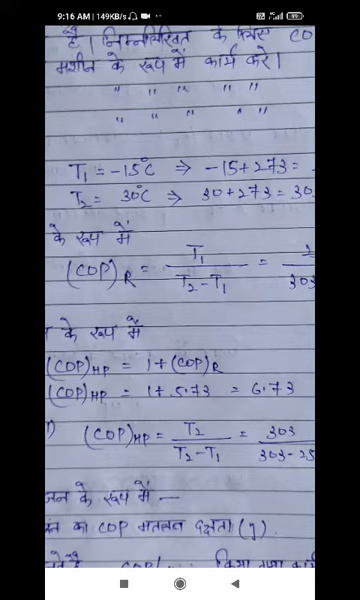 9:16 AM | 149KB/s
है। निम्नलिखित के लिए CO
मशीन के रूप में कार्य करे।
" " " " "
" " " " "
T₁ = -15°C ⇒ -15+273 =
T₂ = 30°C ⇒ 30+273 = 30
के रूप में
(COP)R = T₁/(T₂-T₁) = /303
के रूप में
(COP)HP = 1+(COP)R
(COP)HP = 1+5.73 = 6.73
(COP)HP = T₂/(T₂-T₁) = 303/(303-25
जन के रूप में —
का COP मतलब दक्षता (η)